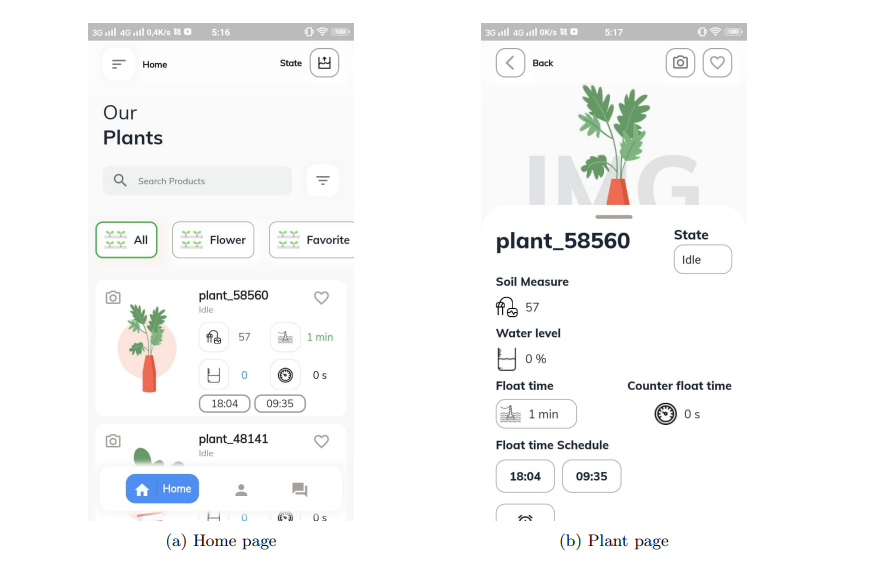 3G 4G 0,4K/s N 5:16 100
Home State
Our
Plants
Search Products
All Flower Favorite
plant_58560
Idle
57 1 min
0 0 s
18:04 09:35
plant_48141
Idle
Home
0 0 s
(a) Home page
3G 4G 0K/s N 5:17 100
Back
IMG
plant_58560 State
Idle
Soil Measure
57
Water level
0 %
Float time Counter float time
1 min 0 s
Float time Schedule
18:04 09:35
(b) Plant page